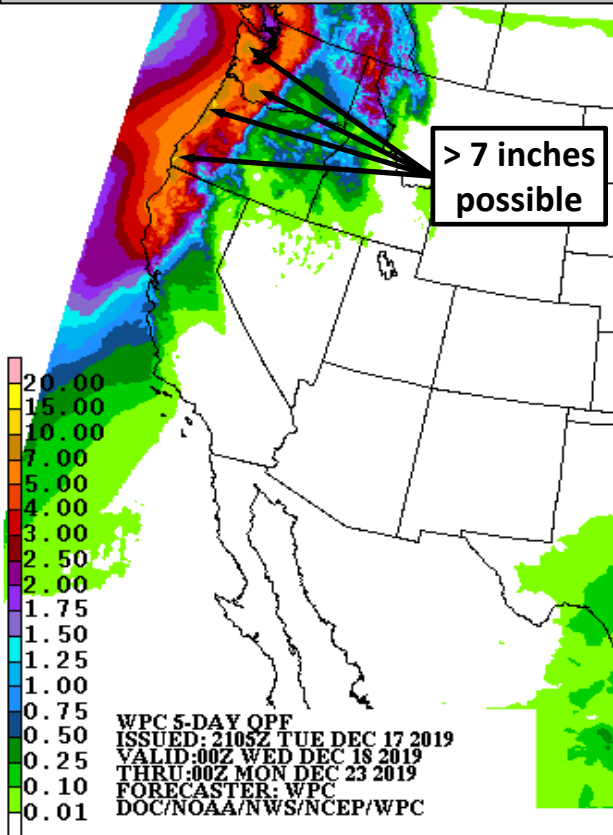 > 7 inches
possible
20.00
15.00
10.00
7.00
5.00
4.00
3.00
2.50
2.00
1.75
1.50
1.25
1.00
0.75
0.50
0.25
0.10
0.01
WPC 5-DAY QPF
ISSUED: 2105Z TUE DEC 17 2019
VALID:00Z WED DEC 18 2019
THRU:00Z MON DEC 23 2019
FORECASTER: WPC
DOC/NOAA/NWS/NCEP/WPC